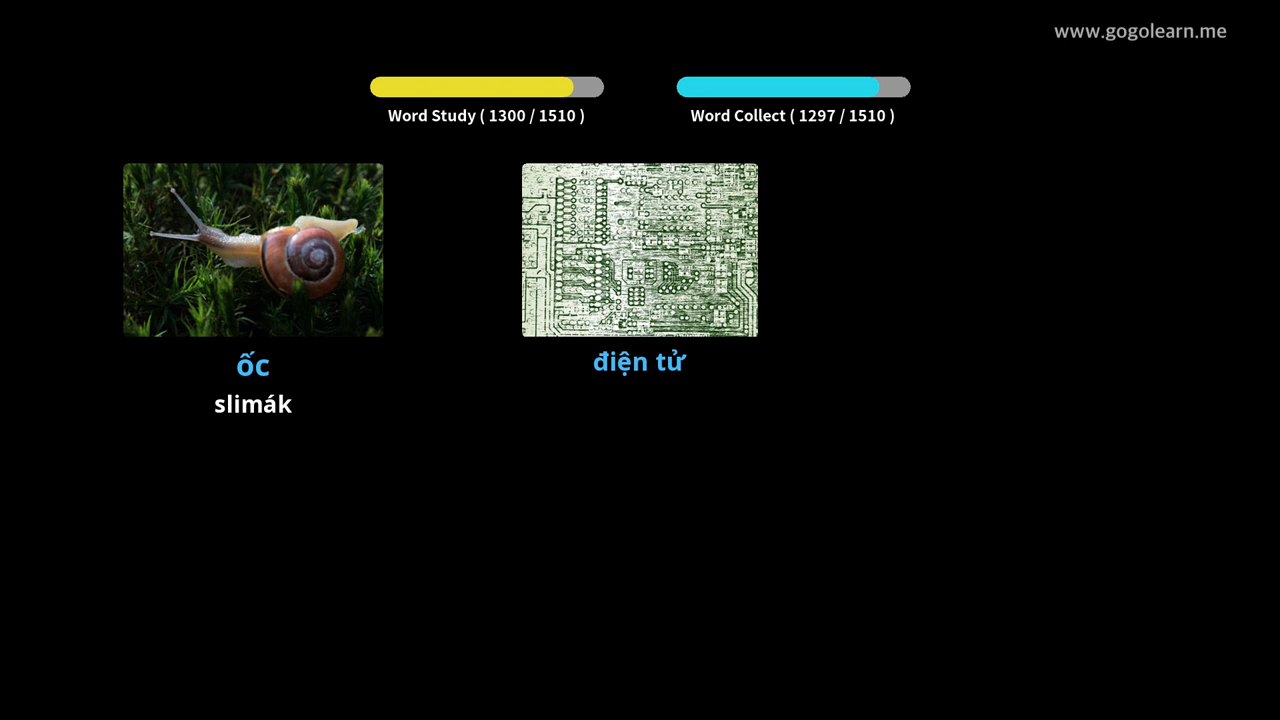 www.gogolearn.me
Word Study ( 1300 / 1510 )
Word Collect ( 1297 / 1510 )
ốc
slimák
điện tử